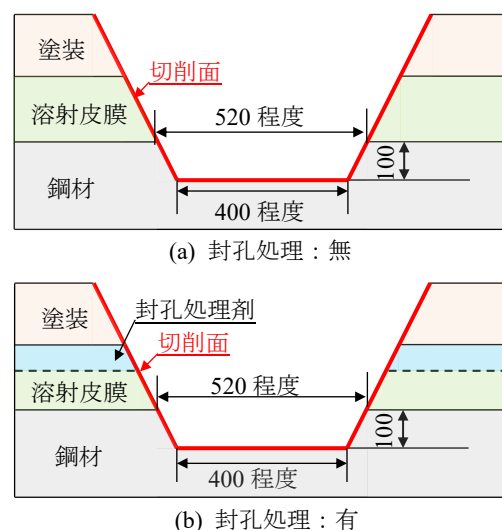 塗装
切削面
溶射皮膜
520 程度
100
鋼材
400 程度
(a) 封孔処理：無
塗装
封孔処理剤
切削面
溶射皮膜
520 程度
100
鋼材
400 程度
(b) 封孔処理：有